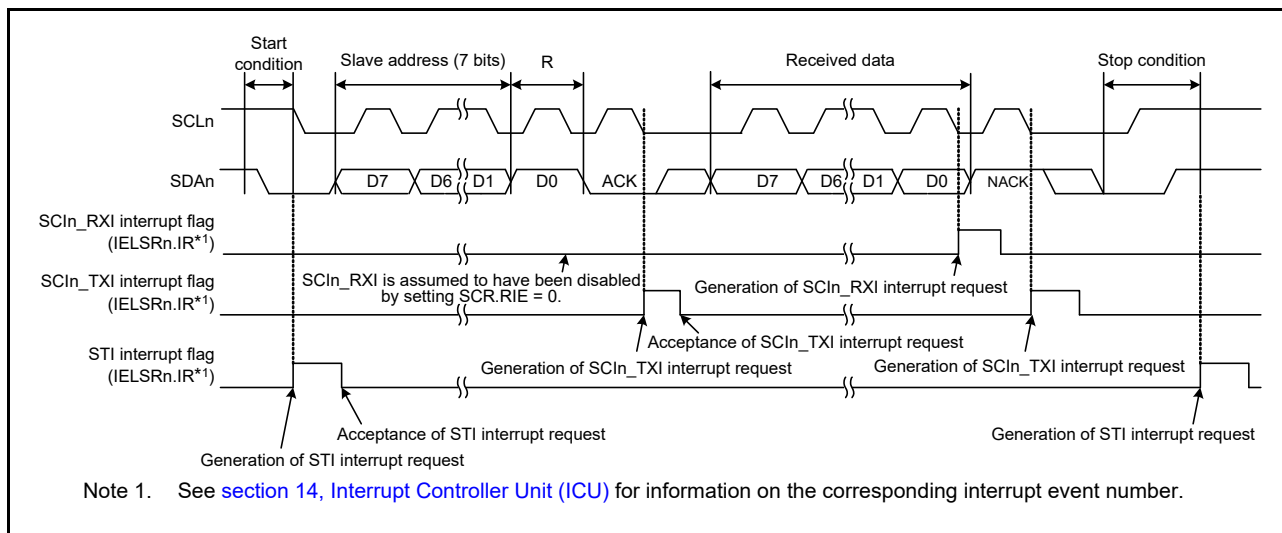 Start
condition
Slave address (7 bits)
R
Received data
Stop condition
SCLn
SDAn
D7
D6
D1
D0
ACK
D7
D6
D1
D0
NACK
SCIn_RXI interrupt flag
(IELSRn.IR*1)
SCIn_RXI is assumed to have been disabled
by setting SCR.RIE = 0.
Generation of SCIn_RXI interrupt request
SCIn_TXI interrupt flag
(IELSRn.IR*1)
Acceptance of SCIn_TXI interrupt request
Generation of SCIn_TXI interrupt request
Generation of SCIn_TXI interrupt request
STI interrupt flag
(IELSRn.IR*1)
Acceptance of STI interrupt request
Generation of STI interrupt request
Generation of STI interrupt request
Note 1. See section 14, Interrupt Controller Unit (ICU) for information on the corresponding interrupt event number.